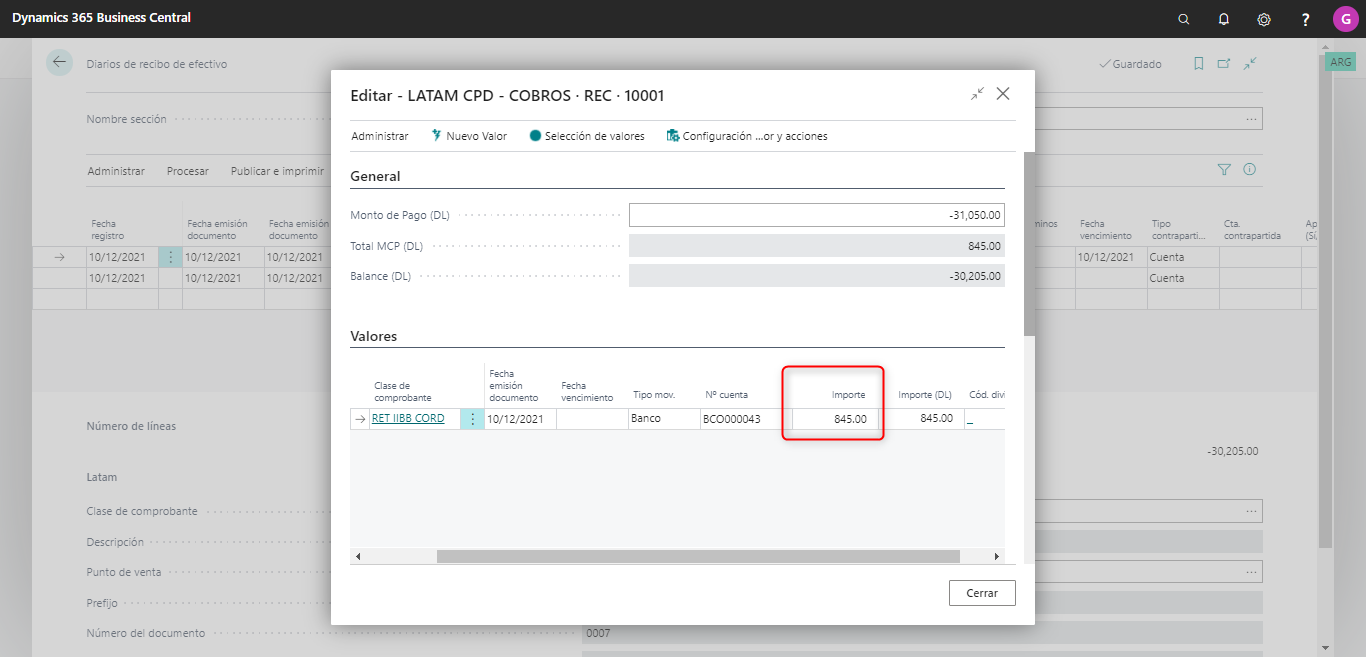 Dynamics 365 Business Central
? G
Diarios de recibo de efectivo
Guardado
ARG
Nombre sección
Administrar Procesar Publicar e imprimir
Fecha registro
Fecha emisión documento
Fecha emisión documento
Fecha vencimiento
Tipo contraparti...
Cta. contrapartida
10/12/2021 10/12/2021 10/12/2021 10/12/2021 Cuenta
10/12/2021 10/12/2021 10/12/2021 Cuenta
Editar - LATAM CPD - COBROS · REC · 10001
Administrar Nuevo Valor Selección de valores Configuración ...or y acciones
General
Monto de Pago (DL) -31,050.00
Total MCP (DL) 845.00
Balance (DL) -30,205.00
Valores
Clase de comprobante
Fecha emisión documento
Fecha vencimiento
Tipo mov.
Nº cuenta
Importe
Importe (DL)
Cód. divi
RET IIBB CORD 10/12/2021 Banco BCO000043 845.00 845.00 _
Cerrar
Número de líneas
-30,205.00
Latam
Clase de comprobante
Descripción
Punto de venta
Prefijo
Número del documento 0007